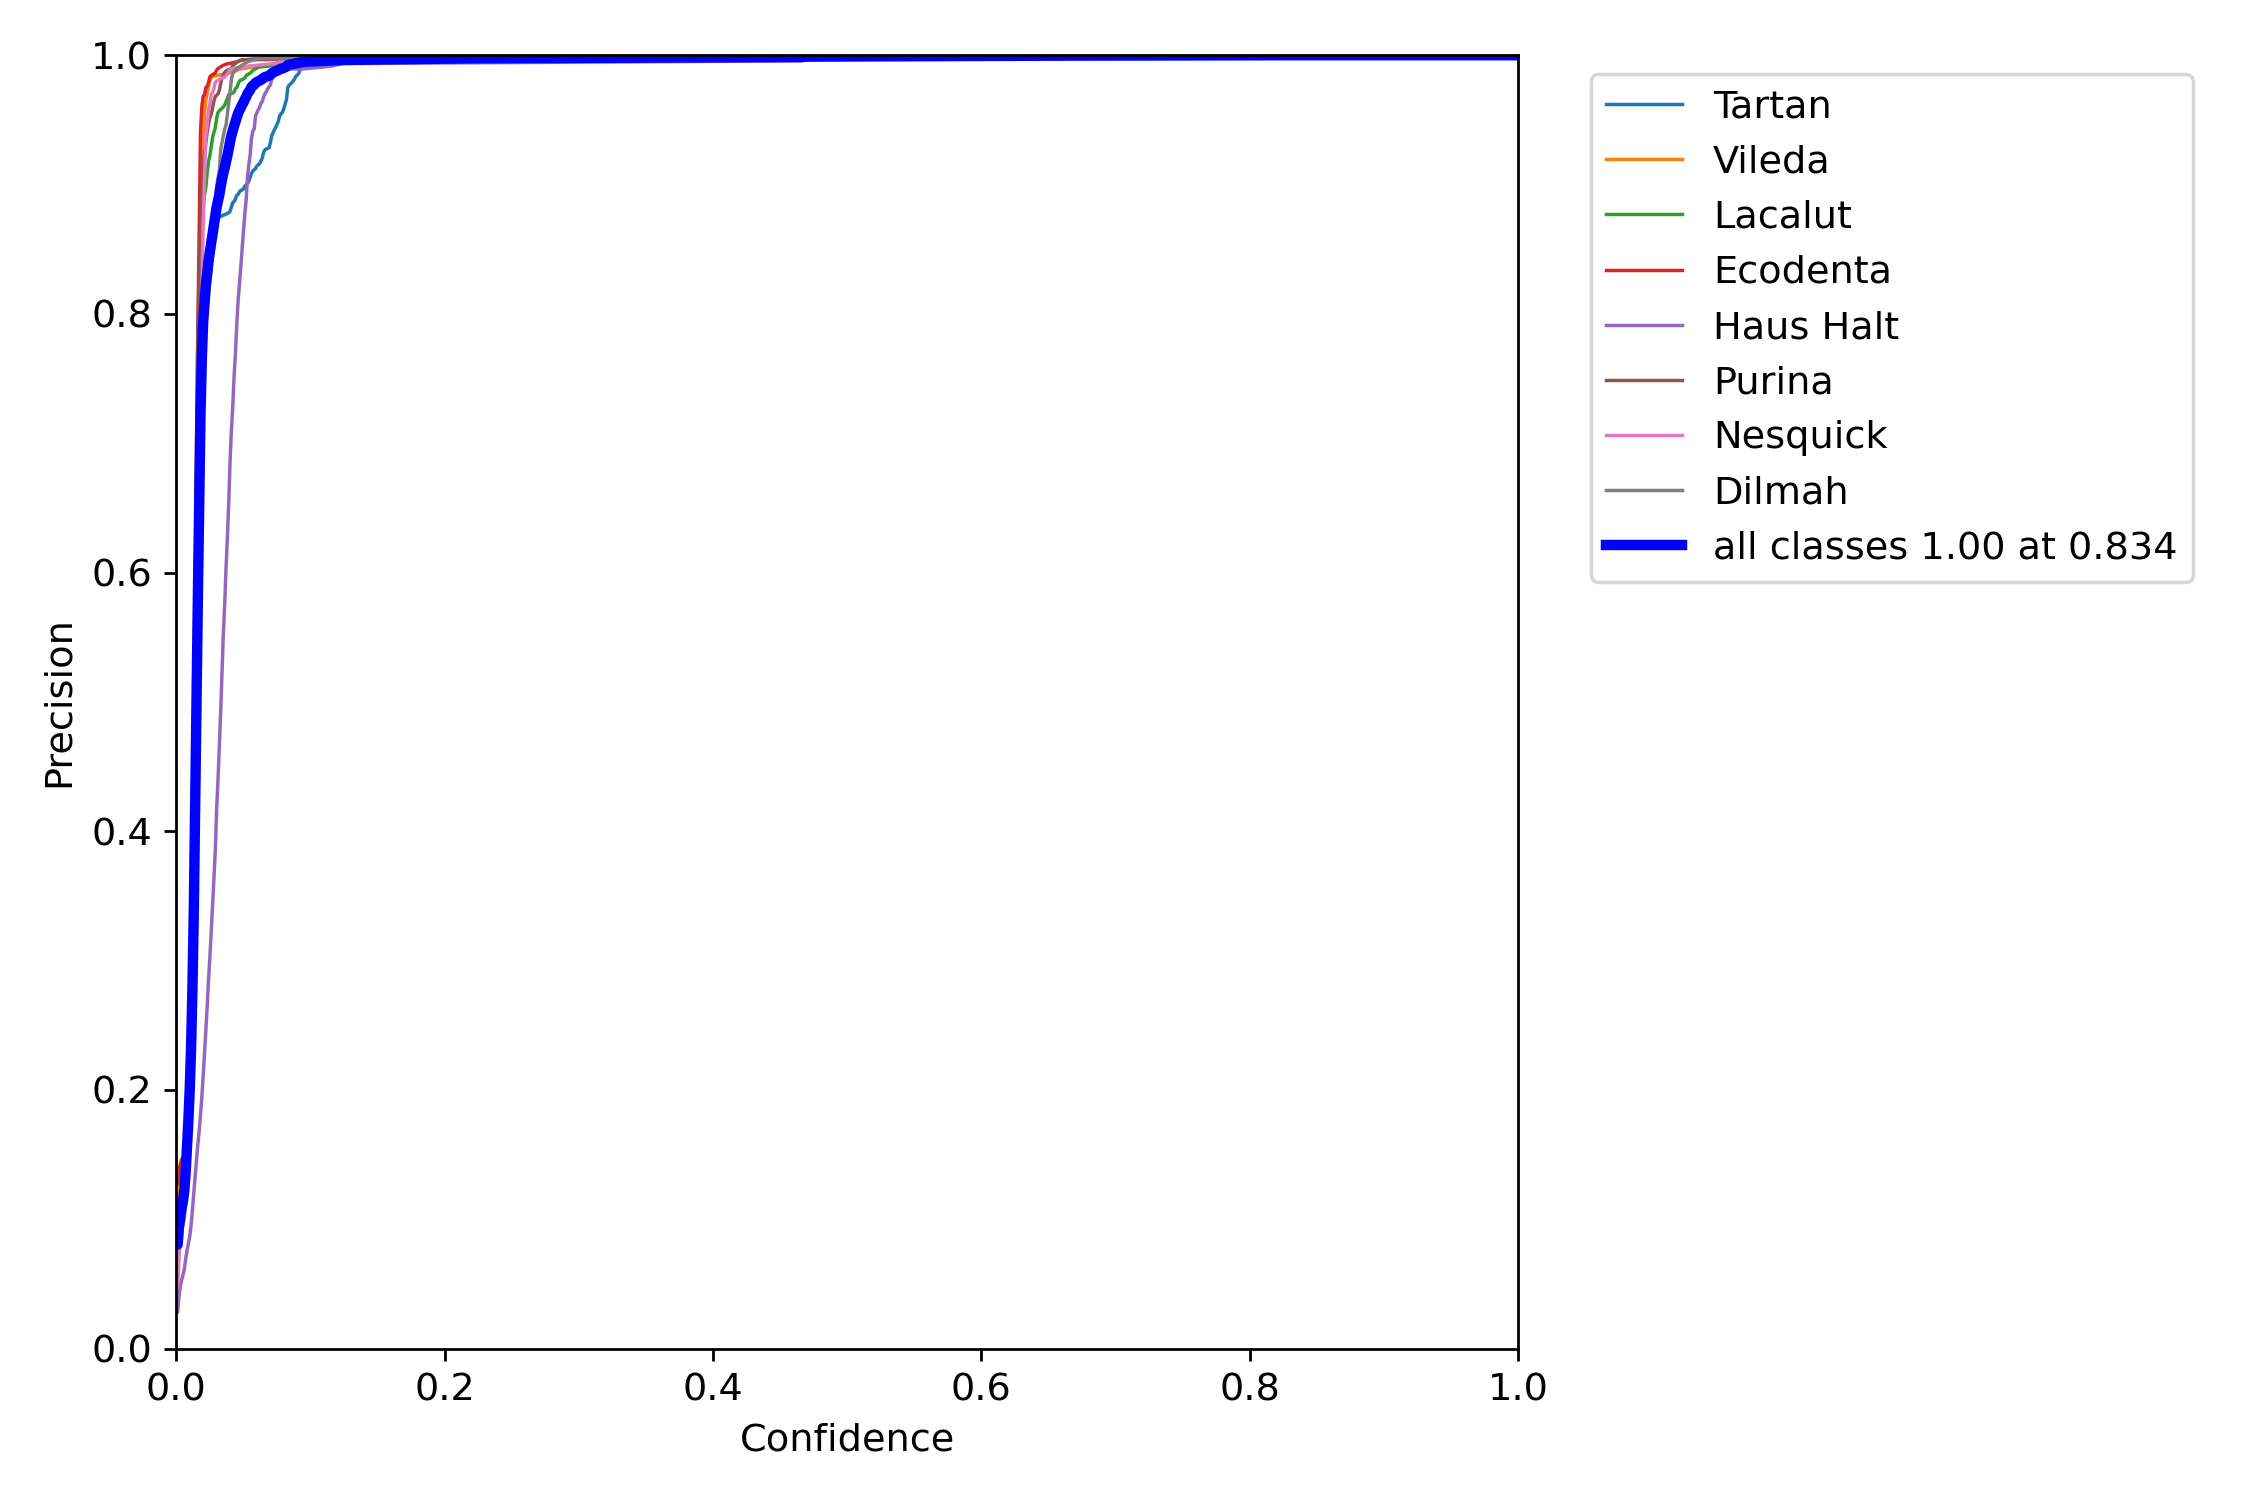 1.0
0.8
0.6
0.4
0.2
0.0
Precision
0.0 0.2 0.4 0.6 0.8 1.0
Confidence
Tartan
Vileda
Lacalut
Ecodenta
Haus Halt
Purina
Nesquick
Dilmah
all classes 1.00 at 0.834